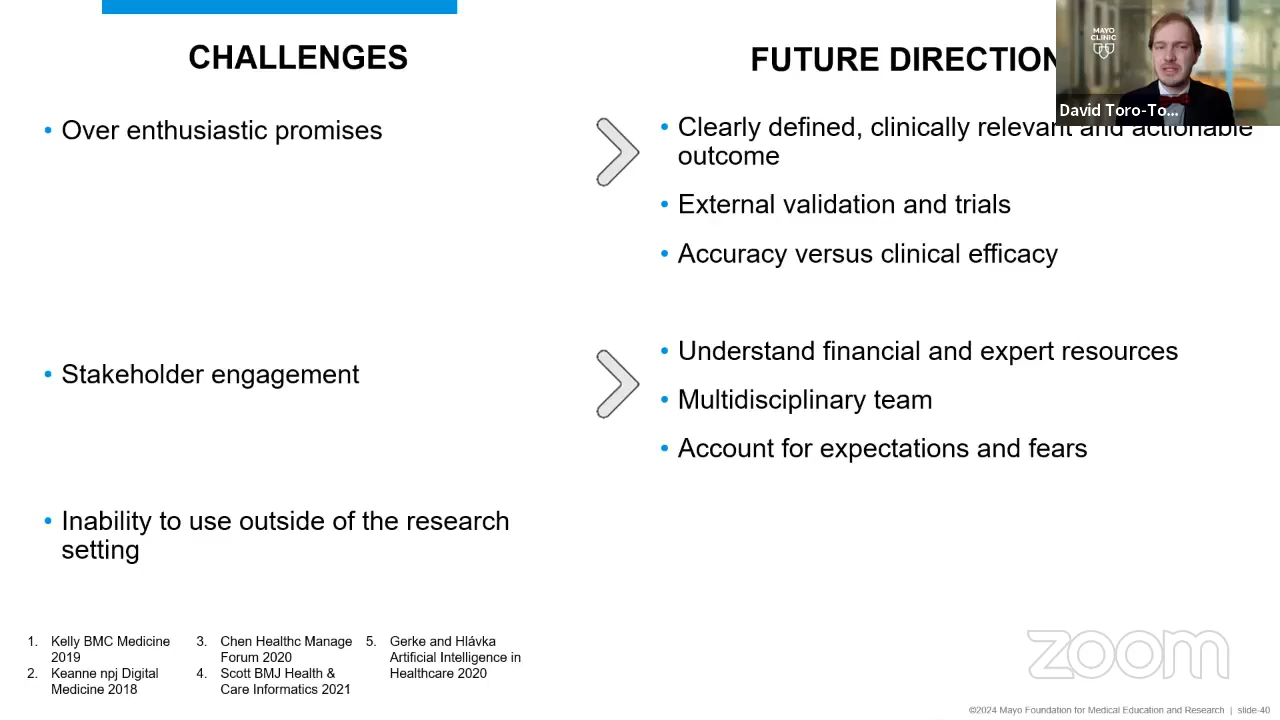 CHALLENGES
• Over enthusiastic promises
• Stakeholder engagement
• Inability to use outside of the research
setting
FUTURE DIRECTION
• Clearly defined, clinically relevant and actionable
outcome
• External validation and trials
• Accuracy versus clinical efficacy
• Understand financial and expert resources
• Multidisciplinary team
• Account for expectations and fears
MAYO
CLINIC
David Toro-To...
1. Kelly BMC Medicine
2019
2. Keanne npj Digital
Medicine 2018
3. Chen Healthc Manage
Forum 2020
4. Scott BMJ Health &
Care Informatics 2021
5. Gerke and Hlávka
Artificial Intelligence in
Healthcare 2020
zoom
©2024 Mayo Foundation for Medical Education and Research | slide-40